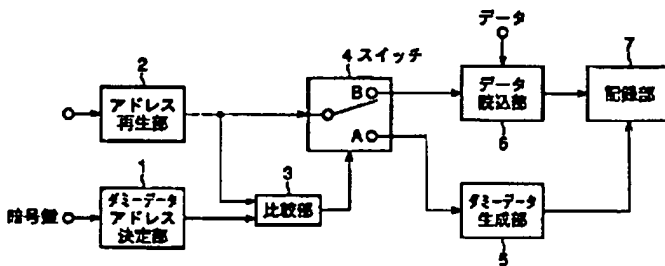 データ
4 スイッチ
7
2
B
アドレス
再生部
データ
読込部
記録部
A
6
1
3
暗号鍵
ダミーデータ
アドレス
決定部
比較部
ダミーデータ
生成部
5